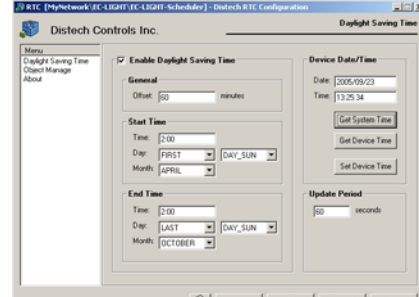 RTC [MyNetwork\EC-LIGHT\EC-LIGHT-Scheduler] - Distech RTC Configuration
Distech Controls Inc.
Daylight Saving Time
Menu
Daylight Saving Time
Object Manage
About
Enable Daylight Saving Time
General
Offset: 60 minutes
Start Time
Time: 2:00
Day: FIRST DAY_SUN
Month: APRIL
End Time
Time: 2:00
Day: LAST DAY_SUN
Month: OCTOBER
Device Date/Time
Date: 2005/09/23
Time: 13:25:34
Get System Time
Get Device Time
Set Device Time
Update Period
60 seconds